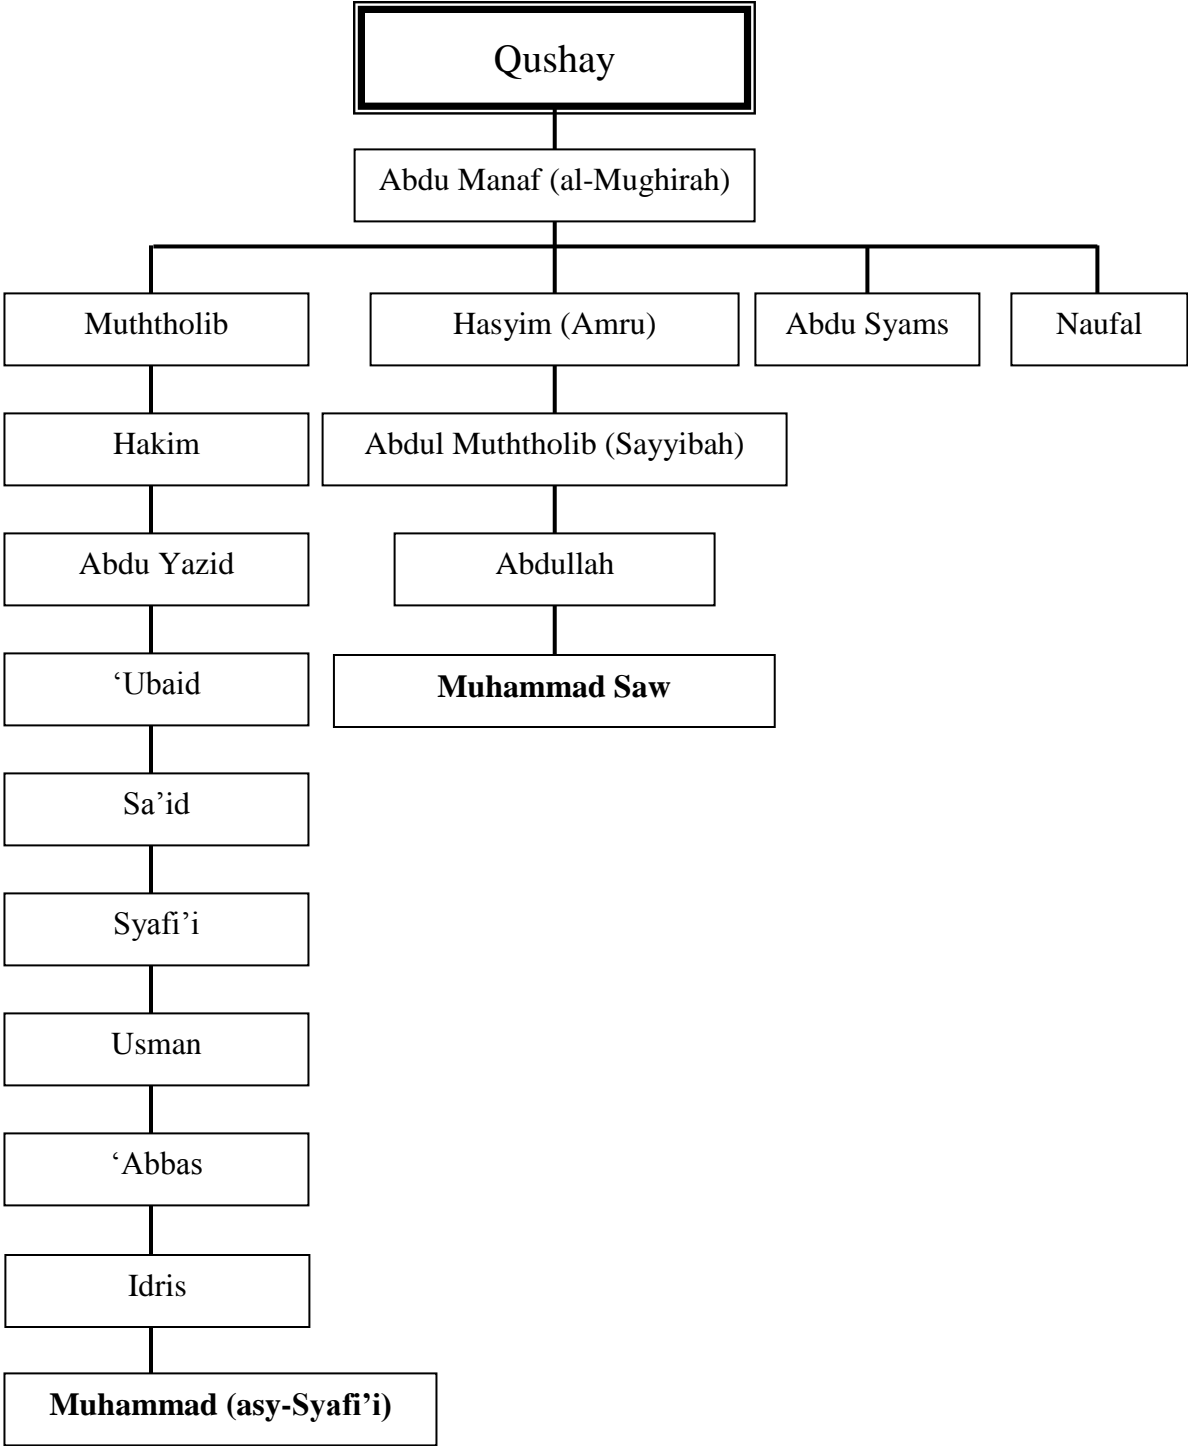 Qushay
Abdu Manaf (al-Mughirah)
Muththolib
Hasyim (Amru)
Abdu Syams
Naufal
Hakim
Abdul Muththolib (Sayyibah)
Abdu Yazid
Abdullah
‘Ubaid
Muhammad Saw
Sa’id
Syafi’i
Usman
‘Abbas
Idris
Muhammad (asy-Syafi’i)